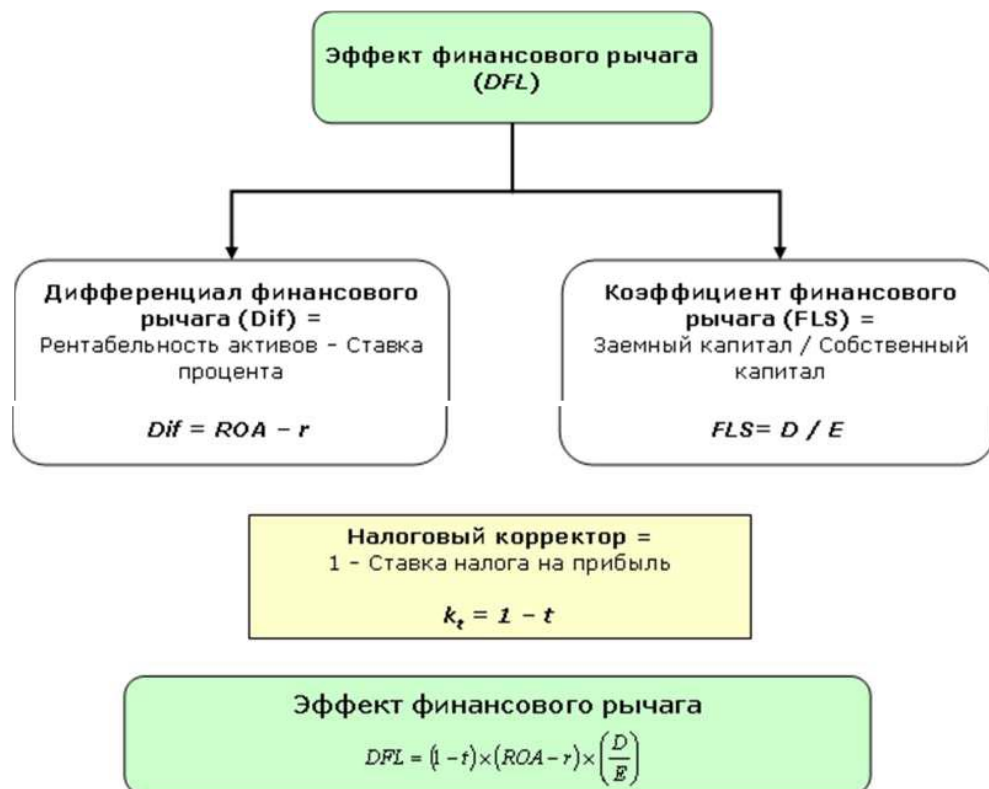 Эффект финансового рычага
(DFL)
Дифференциал финансового
рычага (Dif) =
Рентабельность активов – Ставка
процента
Dif = ROA – r
Коэффициент финансового
рычага (FLS) =
Заемный капитал / Собственный
капитал
FLS= D / E
Налоговый корректор =
1 – Ставка налога на прибыль
kₜ = 1 – t
Эффект финансового рычага
DFL = (1 – t)×(ROA – r)×(D/E)